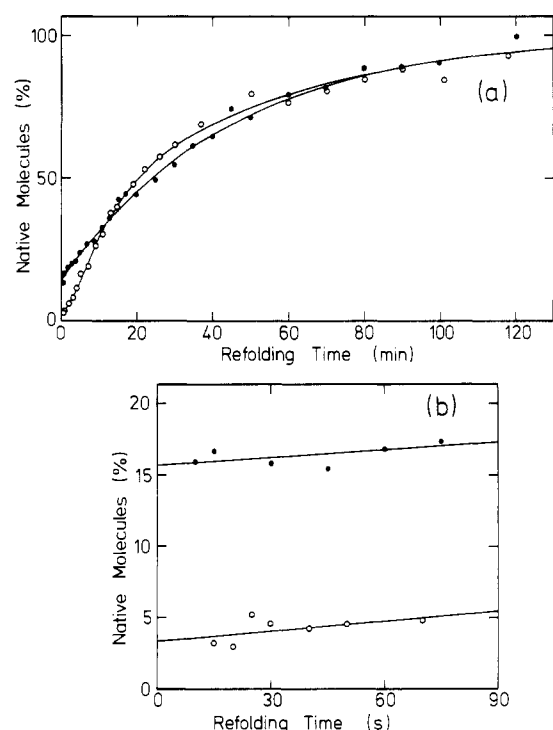 100
50
0
Native Molecules (%)
(a)
0 20 40 60 80 100 120
Refolding Time (min)
20
15
10
5
0
Native Molecules (%)
(b)
0 30 60 90
Refolding Time (s)